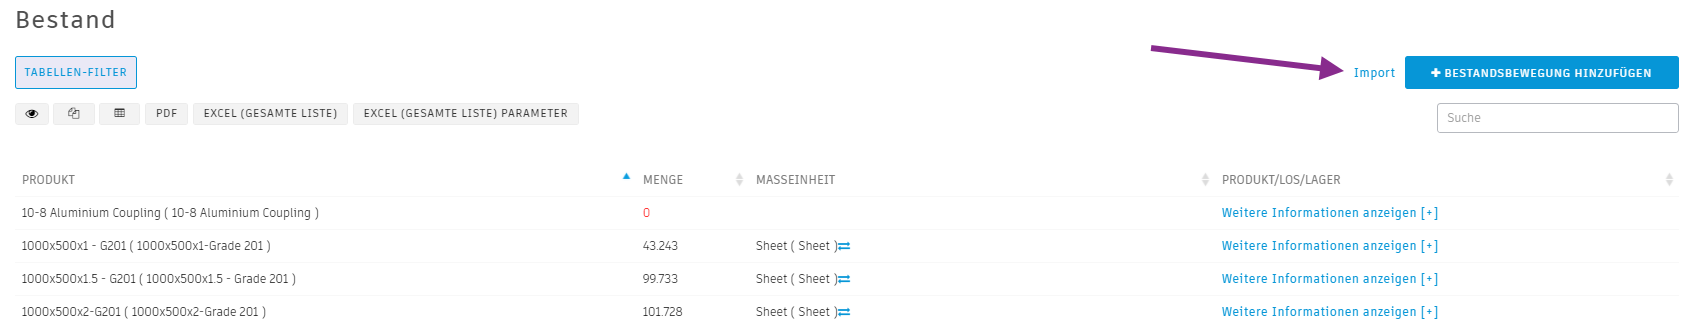 Bestand
TABELLEN-FILTER
Import
BESTANDSBEWEGUNG HINZUFÜGEN
PDF
EXCEL (GESAMTE LISTE)
EXCEL (GESAMTE LISTE) PARAMETER
Suche
PRODUKT MENGE MASSEINHEIT PRODUKT/LOS/LAGER
10-8 Aluminium Coupling ( 10-8 Aluminium Coupling ) 0 Weitere Informationen anzeigen [+]
1000x500x1 - G201 ( 1000x500x1-Grade 201 ) 43.243 Sheet ( Sheet ) Weitere Informationen anzeigen [+]
1000x500x1.5 - G201 ( 1000x500x1.5 - Grade 201 ) 99.733 Sheet ( Sheet ) Weitere Informationen anzeigen [+]
1000x500x2-G201 ( 1000x500x2-Grade 201 ) 101.728 Sheet ( Sheet ) Weitere Informationen anzeigen [+]